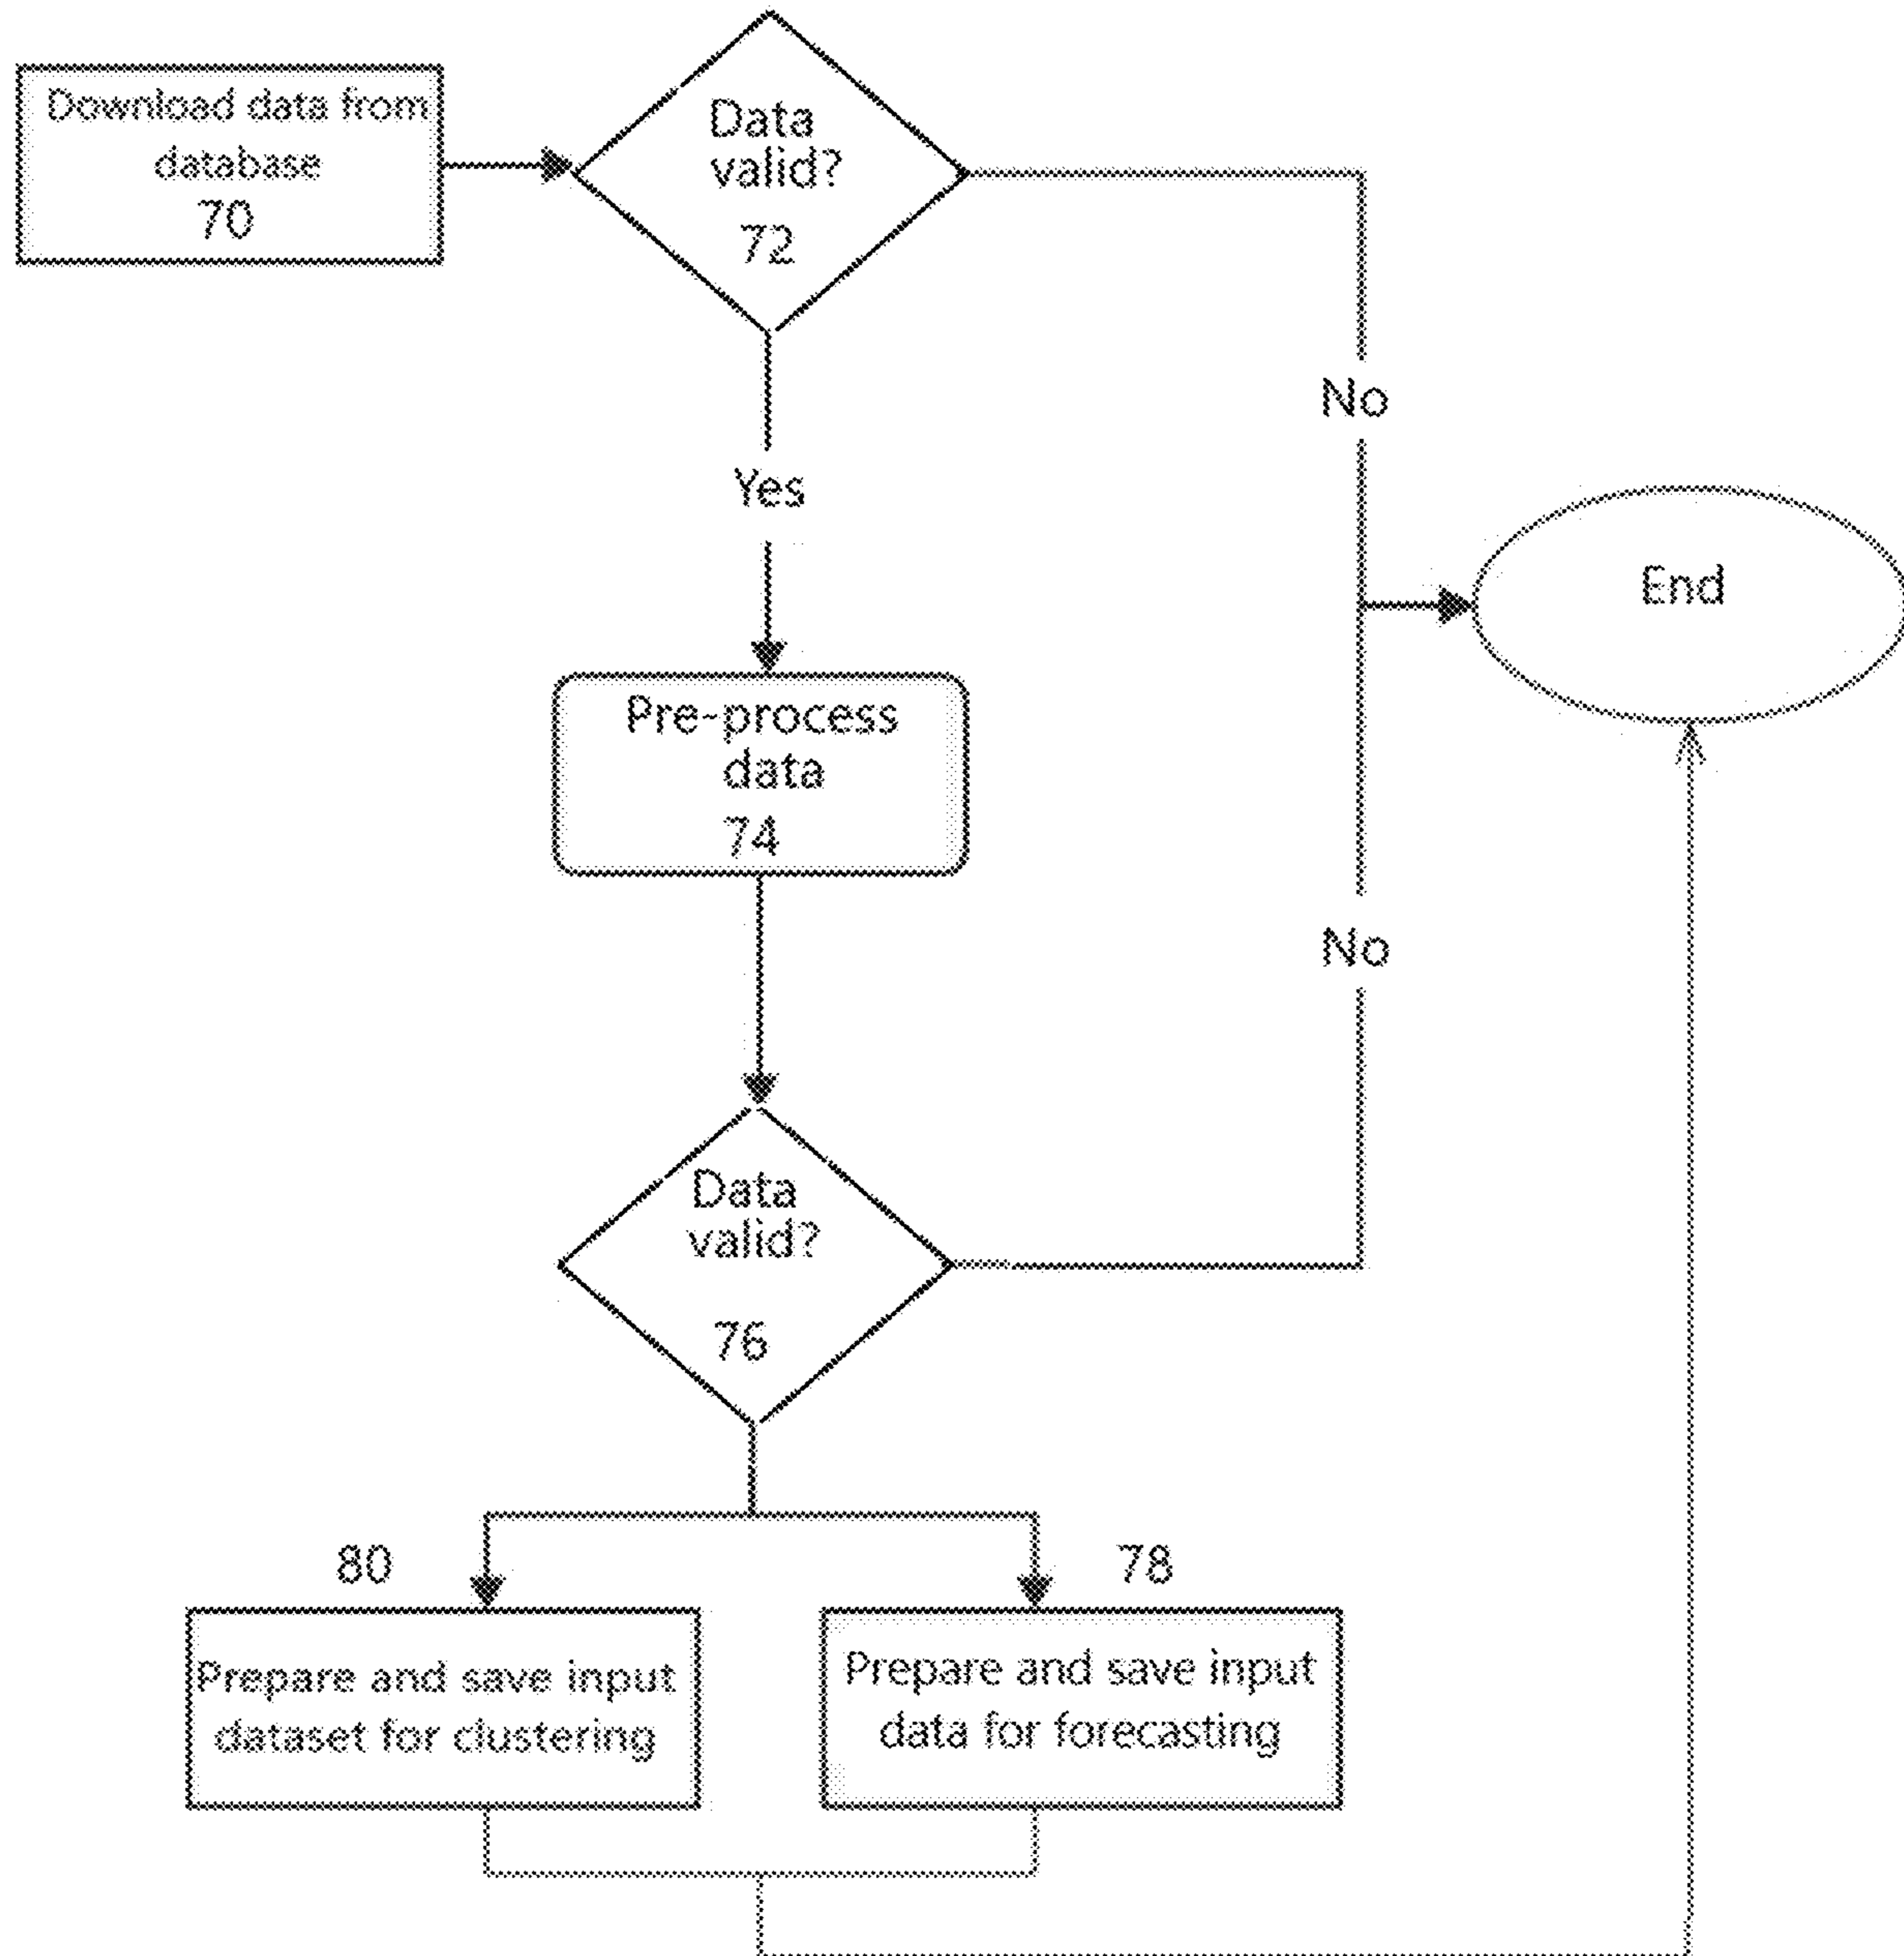 Download data from
database
70
Data
valid?
72
No
Yes
End
Pre-process
data
74
No
Data
valid?
76
80
78
Prepare and save input
dataset for clustering
Prepare and save input
data for forecasting